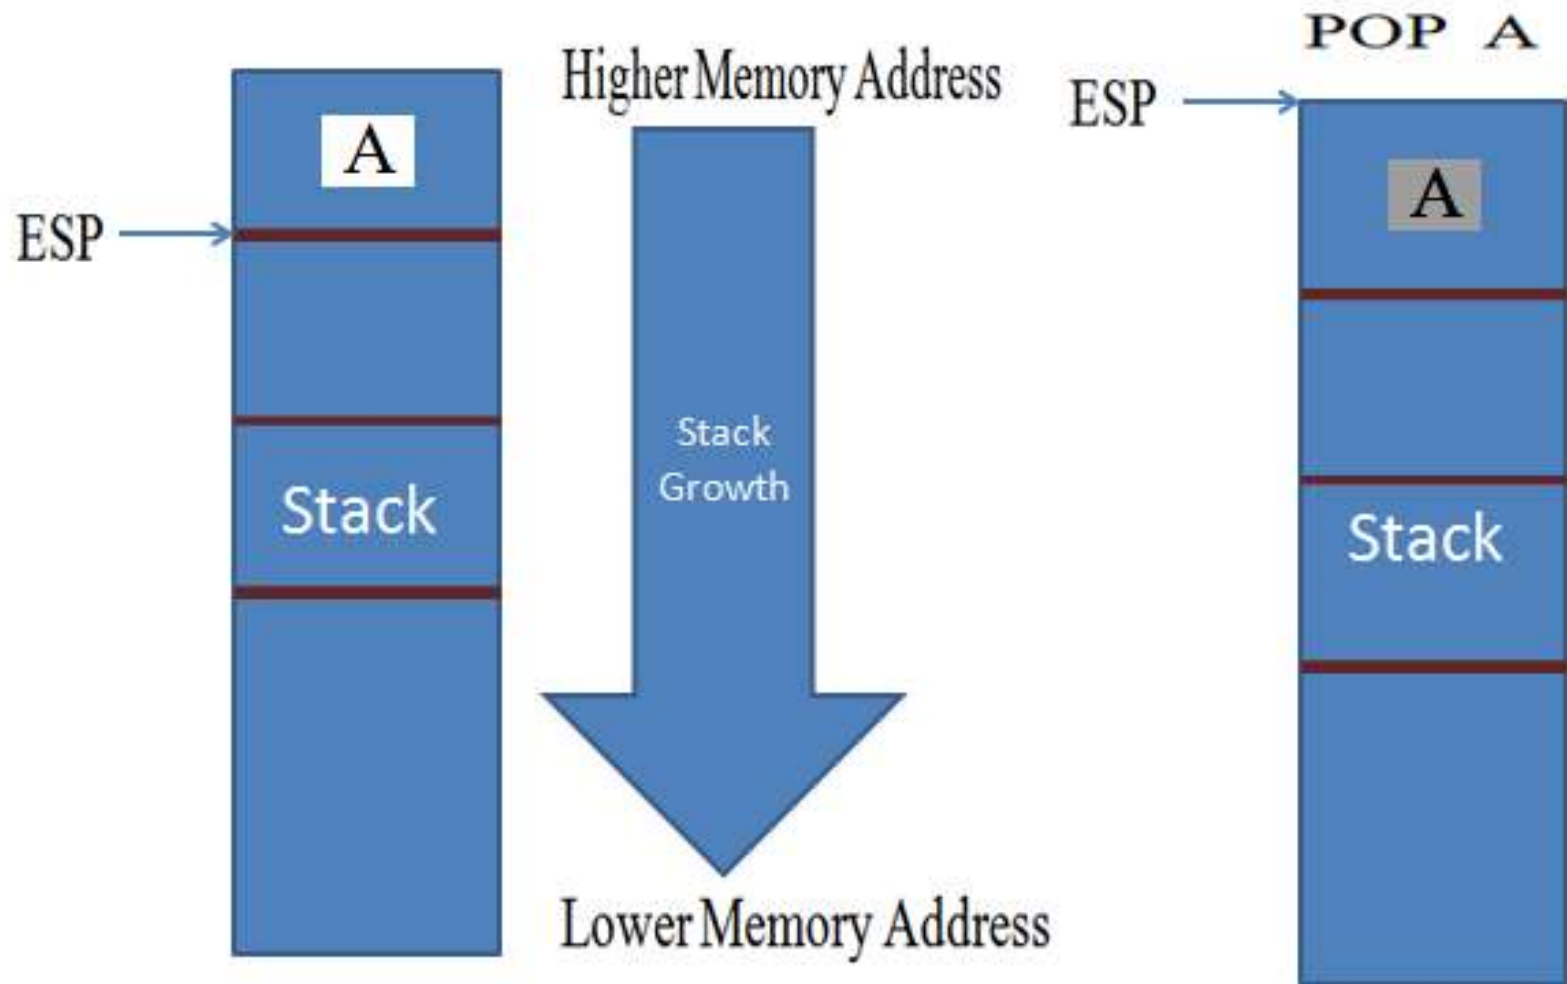 POP A
Higher Memory Address
ESP
A
A
ESP
Stack
Growth
Stack
Stack
Lower Memory Address